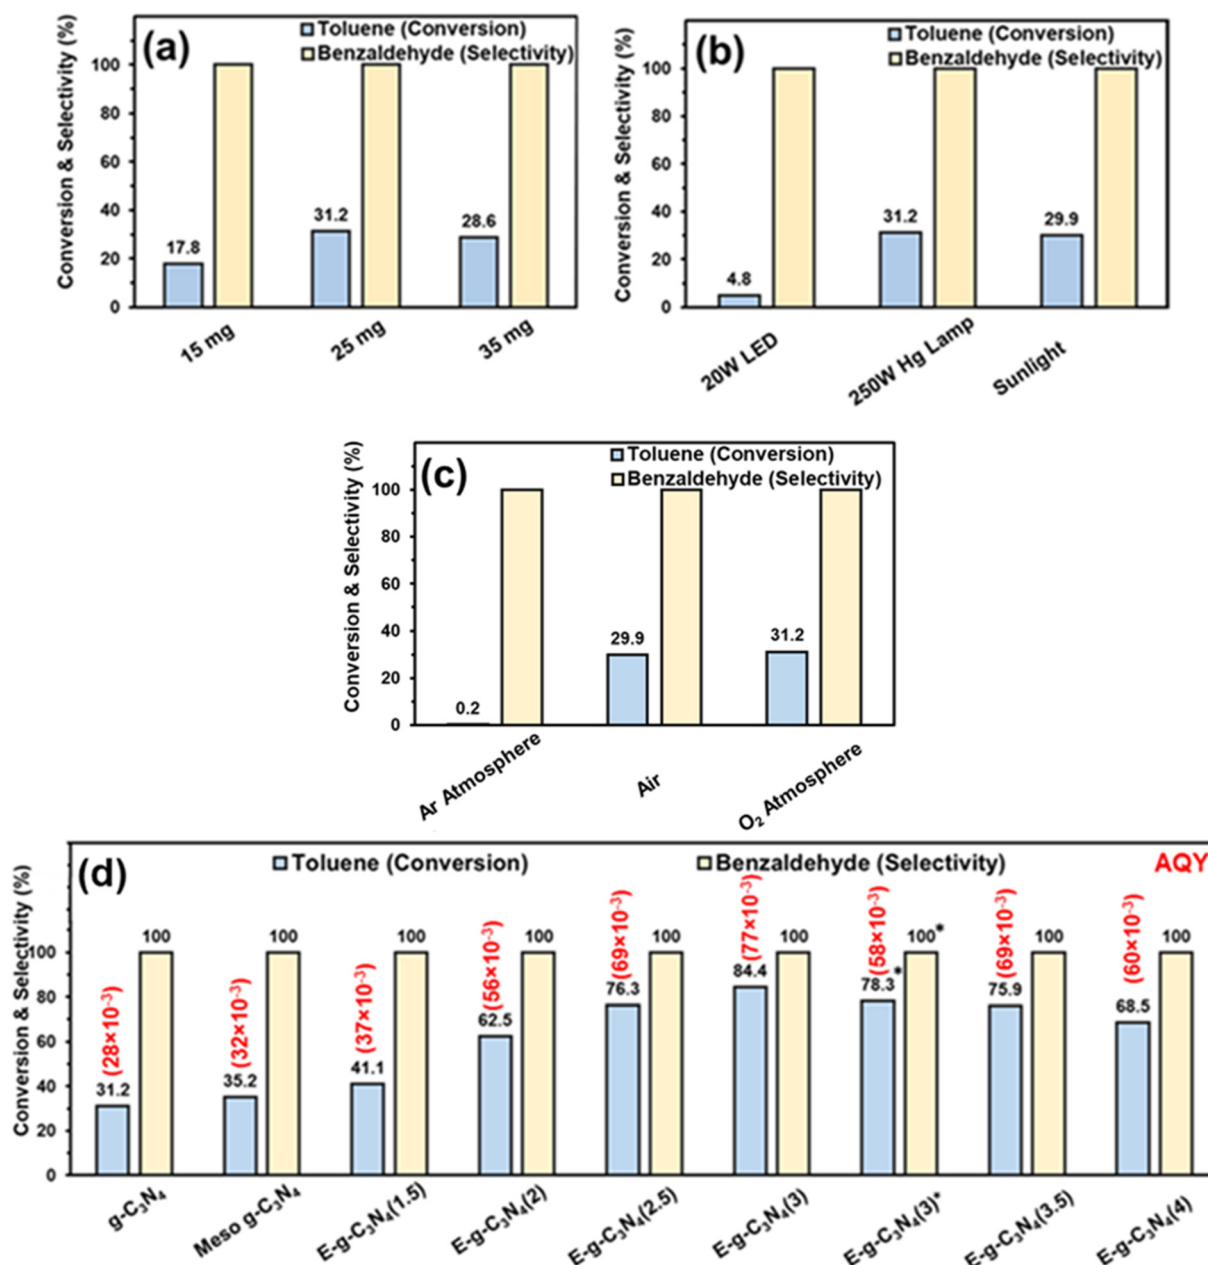 (a)
Toluene (Conversion)
Benzaldehyde (Selectivity)
Conversion & Selectivity (%)
100
80
60
40
20
0
17.8
31.2
28.6
15 mg
25 mg
35 mg
(b)
Toluene (Conversion)
Benzaldehyde (Selectivity)
Conversion & Selectivity (%)
100
80
60
40
20
0
4.8
31.2
29.9
20W LED
250W Hg Lamp
Sunlight
(c)
Toluene (Conversion)
Benzaldehyde (Selectivity)
Conversion & Selectivity (%)
100
80
60
40
20
0
0.2
29.9
31.2
Ar Atmosphere
Air
O₂ Atmosphere
(d)
Toluene (Conversion)
Benzaldehyde (Selectivity)
AQY
Conversion & Selectivity (%)
100
80
60
40
20
0
(28×10⁻³)
31.2
100
(32×10⁻³)
35.2
100
(37×10⁻³)
41.1
100
(56×10⁻³)
62.5
100
(69×10⁻³)
76.3
100
(77×10⁻³)
84.4
100
(58×10⁻³)
78.3*
100*
(69×10⁻³)
75.9
100
(60×10⁻³)
68.5
100
g-C₃N₄
Meso g-C₃N₄
E-g-C₃N₄(1.5)
E-g-C₃N₄(2)
E-g-C₃N₄(2.5)
E-g-C₃N₄(3)
E-g-C₃N₄(3)*
E-g-C₃N₄(3.5)
E-g-C₃N₄(4)